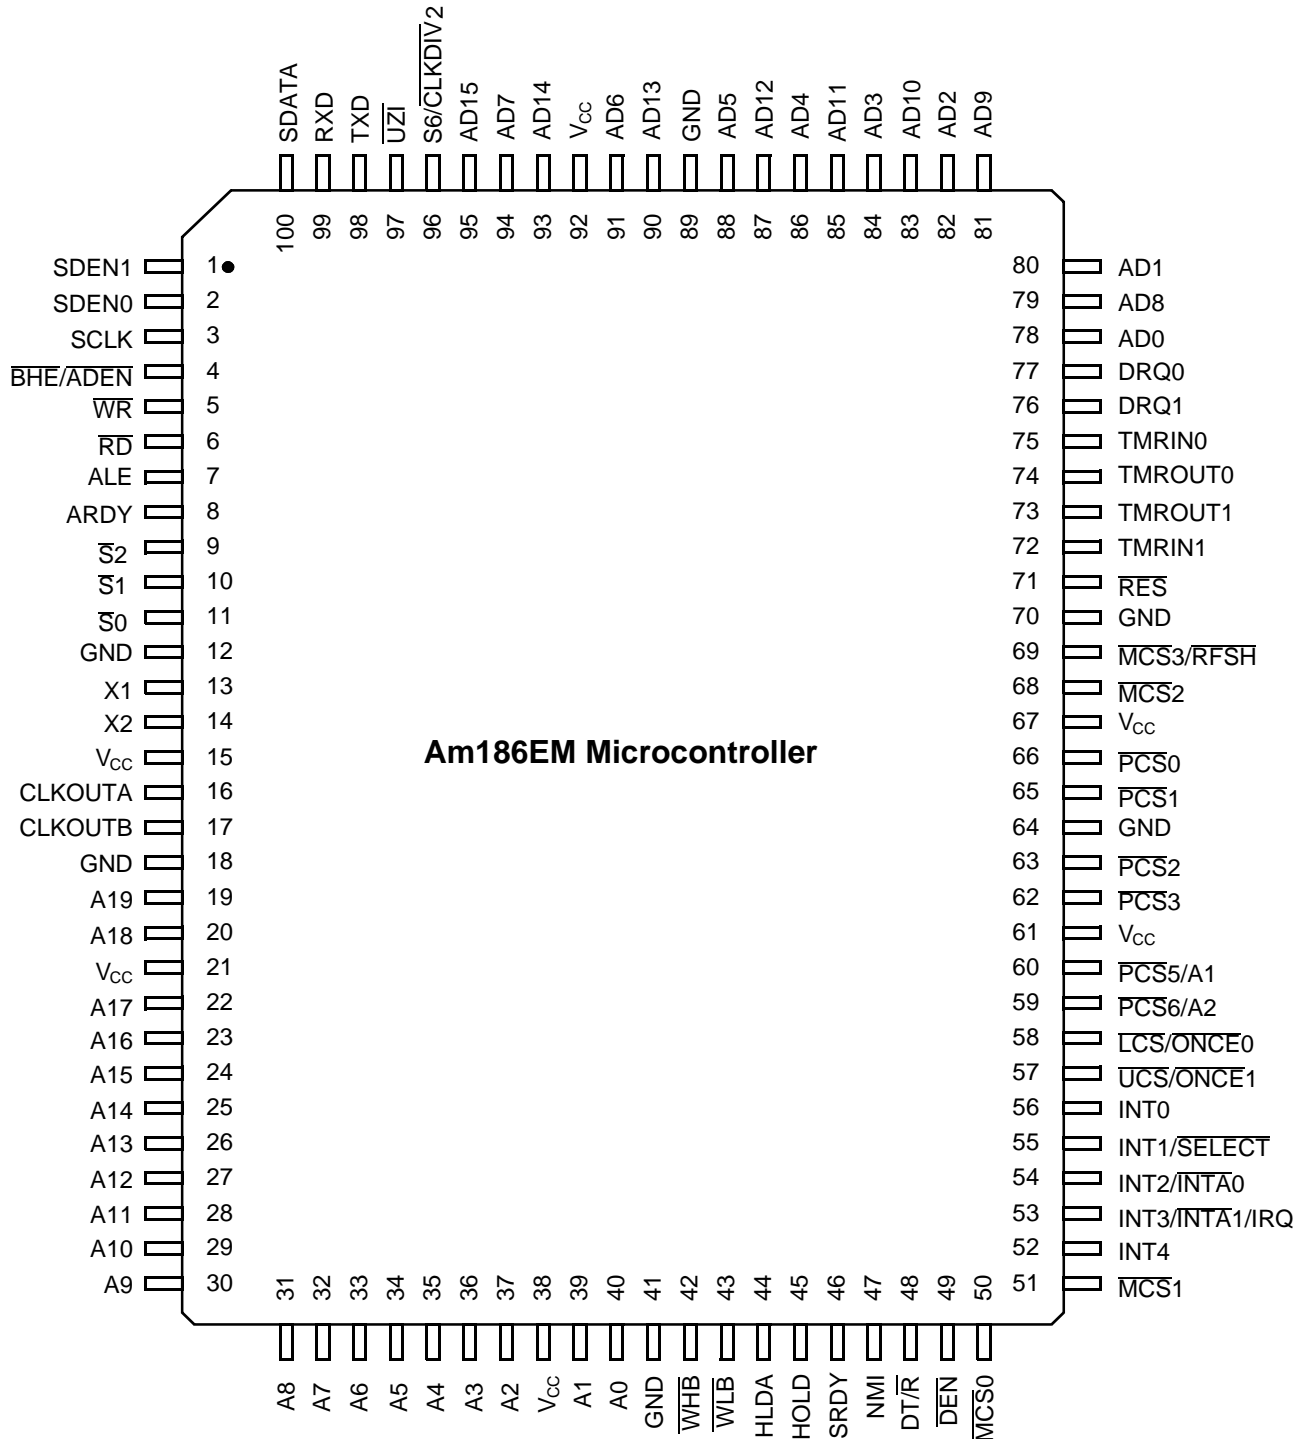 SDATA
RXD
TXD
UZI
S6/CLKDIV2
AD15
AD7
AD14
VCC
AD6
AD13
GND
AD5
AD12
AD4
AD11
AD3
AD10
AD2
AD9
100
99
98
97
96
95
94
93
92
91
90
89
88
87
86
85
84
83
82
81
SDEN1 1
SDEN0 2
SCLK 3
BHE/ADEN 4
WR 5
RD 6
ALE 7
ARDY 8
S2 9
S1 10
S0 11
GND 12
X1 13
X2 14
VCC 15
CLKOUTA 16
CLKOUTB 17
GND 18
A19 19
A18 20
VCC 21
A17 22
A16 23
A15 24
A14 25
A13 26
A12 27
A11 28
A10 29
A9 30
Am186EM Microcontroller
80 AD1
79 AD8
78 AD0
77 DRQ0
76 DRQ1
75 TMRIN0
74 TMROUT0
73 TMROUT1
72 TMRIN1
71 RES
70 GND
69 MCS3/RFSH
68 MCS2
67 VCC
66 PCS0
65 PCS1
64 GND
63 PCS2
62 PCS3
61 VCC
60 PCS5/A1
59 PCS6/A2
58 LCS/ONCE0
57 UCS/ONCE1
56 INT0
55 INT1/SELECT
54 INT2/INTA0
53 INT3/INTA1/IRQ
52 INT4
51 MCS1
31
32
33
34
35
36
37
38
39
40
41
42
43
44
45
46
47
48
49
50
A8
A7
A6
A5
A4
A3
A2
VCC
A1
A0
GND
WHB
WLB
HLDA
HOLD
SRDY
NMI
DT/R
DEN
MCS0